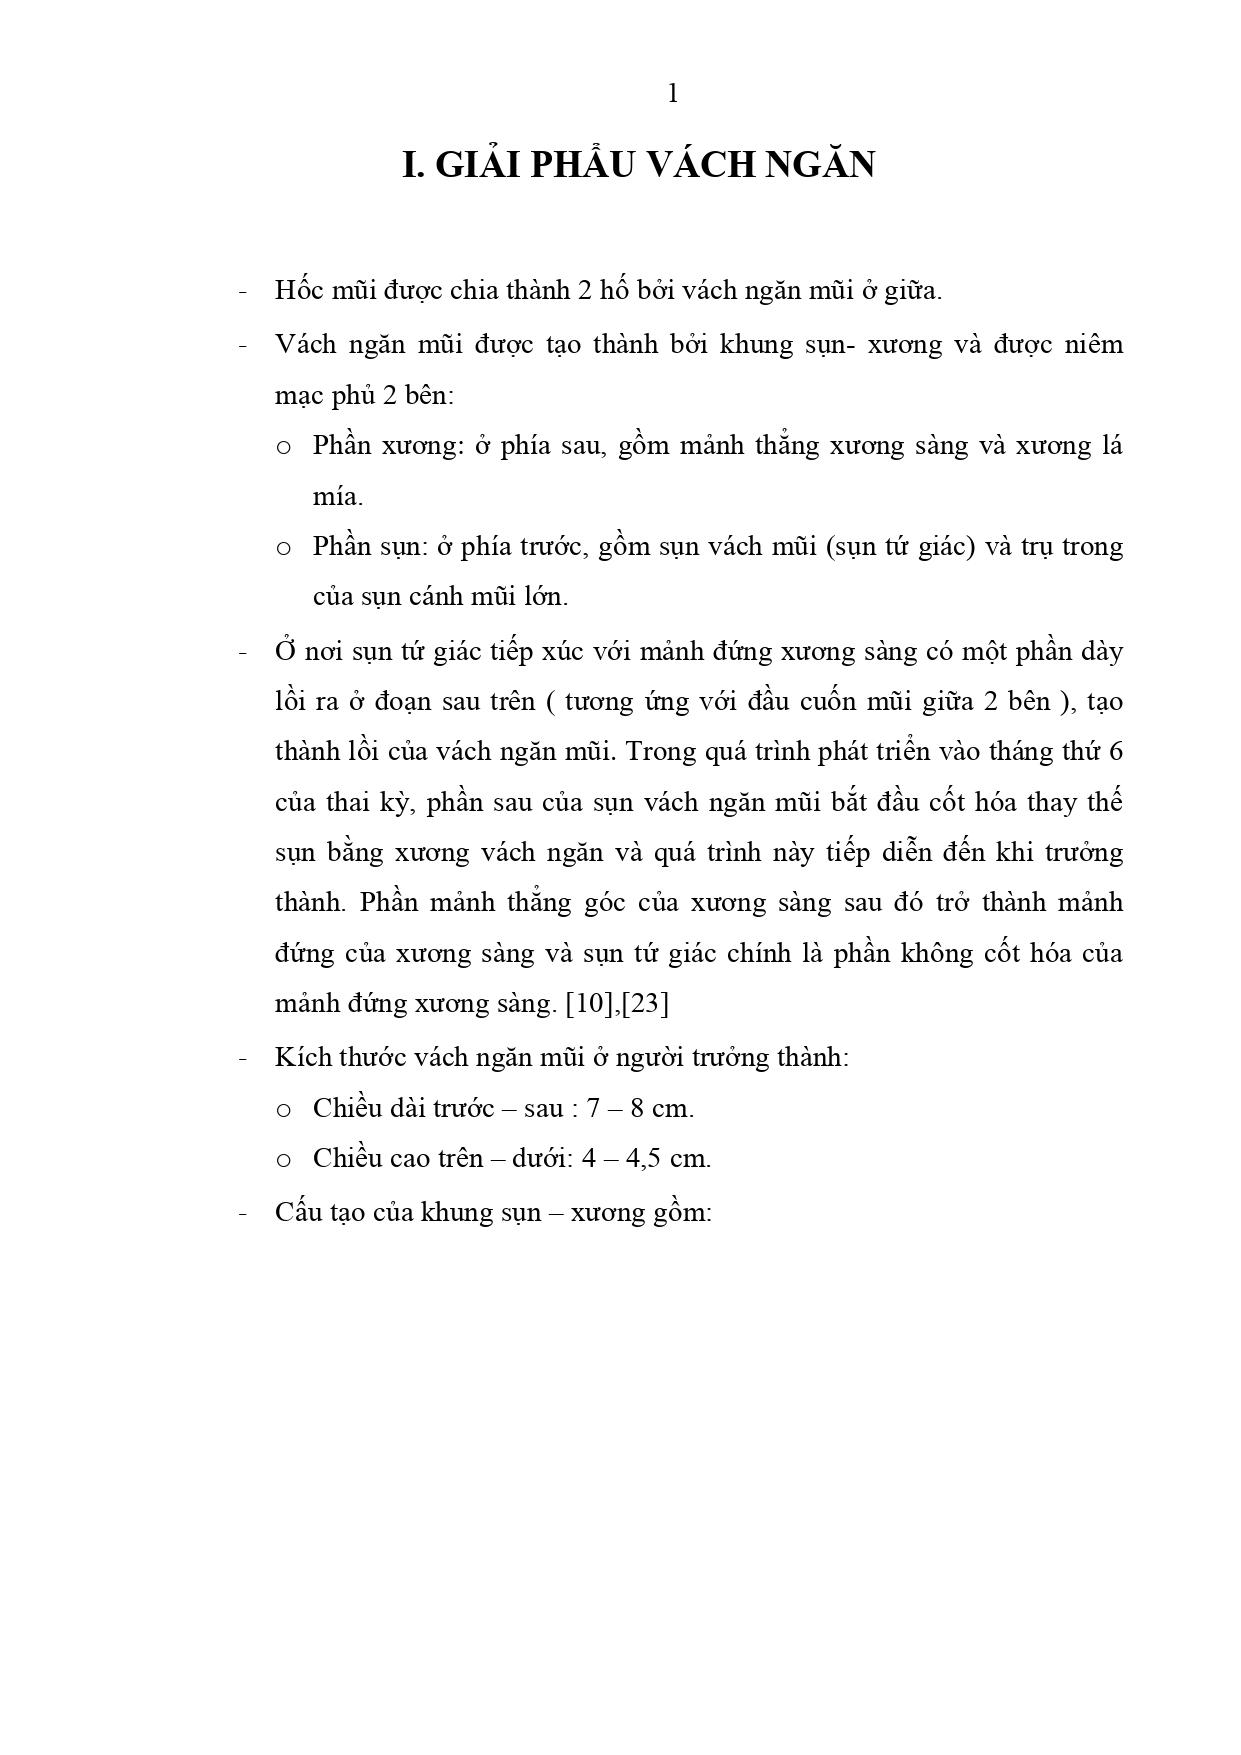 1
I. GIẢI PHẨU VÁCH NGĂN
- Hốc mũi được chia thành 2 hố bởi vách ngăn mũi ở giữa.
- Vách ngăn mũi được tạo thành bởi khung sụn- xương và được niêm
mạc phủ 2 bên:
o Phần xương: ở phía sau, gồm mảnh thẳng xương sàng và xương lá
mía.
o Phần sụn: ở phía trước, gồm sụn vách mũi (sụn tứ giác) và trụ trong
của sụn cánh mũi lớn.
- Ở nơi sụn tứ giác tiếp xúc với mảnh đứng xương sàng có một phần dày
lồi ra ở đoạn sau trên ( tương ứng với đầu cuốn mũi giữa 2 bên ), tạo
thành lồi của vách ngăn mũi. Trong quá trình phát triển vào tháng thứ 6
của thai kỳ, phần sau của sụn vách ngăn mũi bắt đầu cốt hóa thay thế
sụn bằng xương vách ngăn và quá trình này tiếp diễn đến khi trưởng
thành. Phần mảnh thẳng góc của xương sàng sau đó trở thành mảnh
đứng của xương sàng và sụn tứ giác chính là phần không cốt hóa của
mảnh đứng xương sàng. [10],[23]
- Kích thước vách ngăn mũi ở người trưởng thành:
o Chiều dài trước – sau : 7 – 8 cm.
o Chiều cao trên – dưới: 4 – 4,5 cm.
- Cấu tạo của khung sụn – xương gồm: